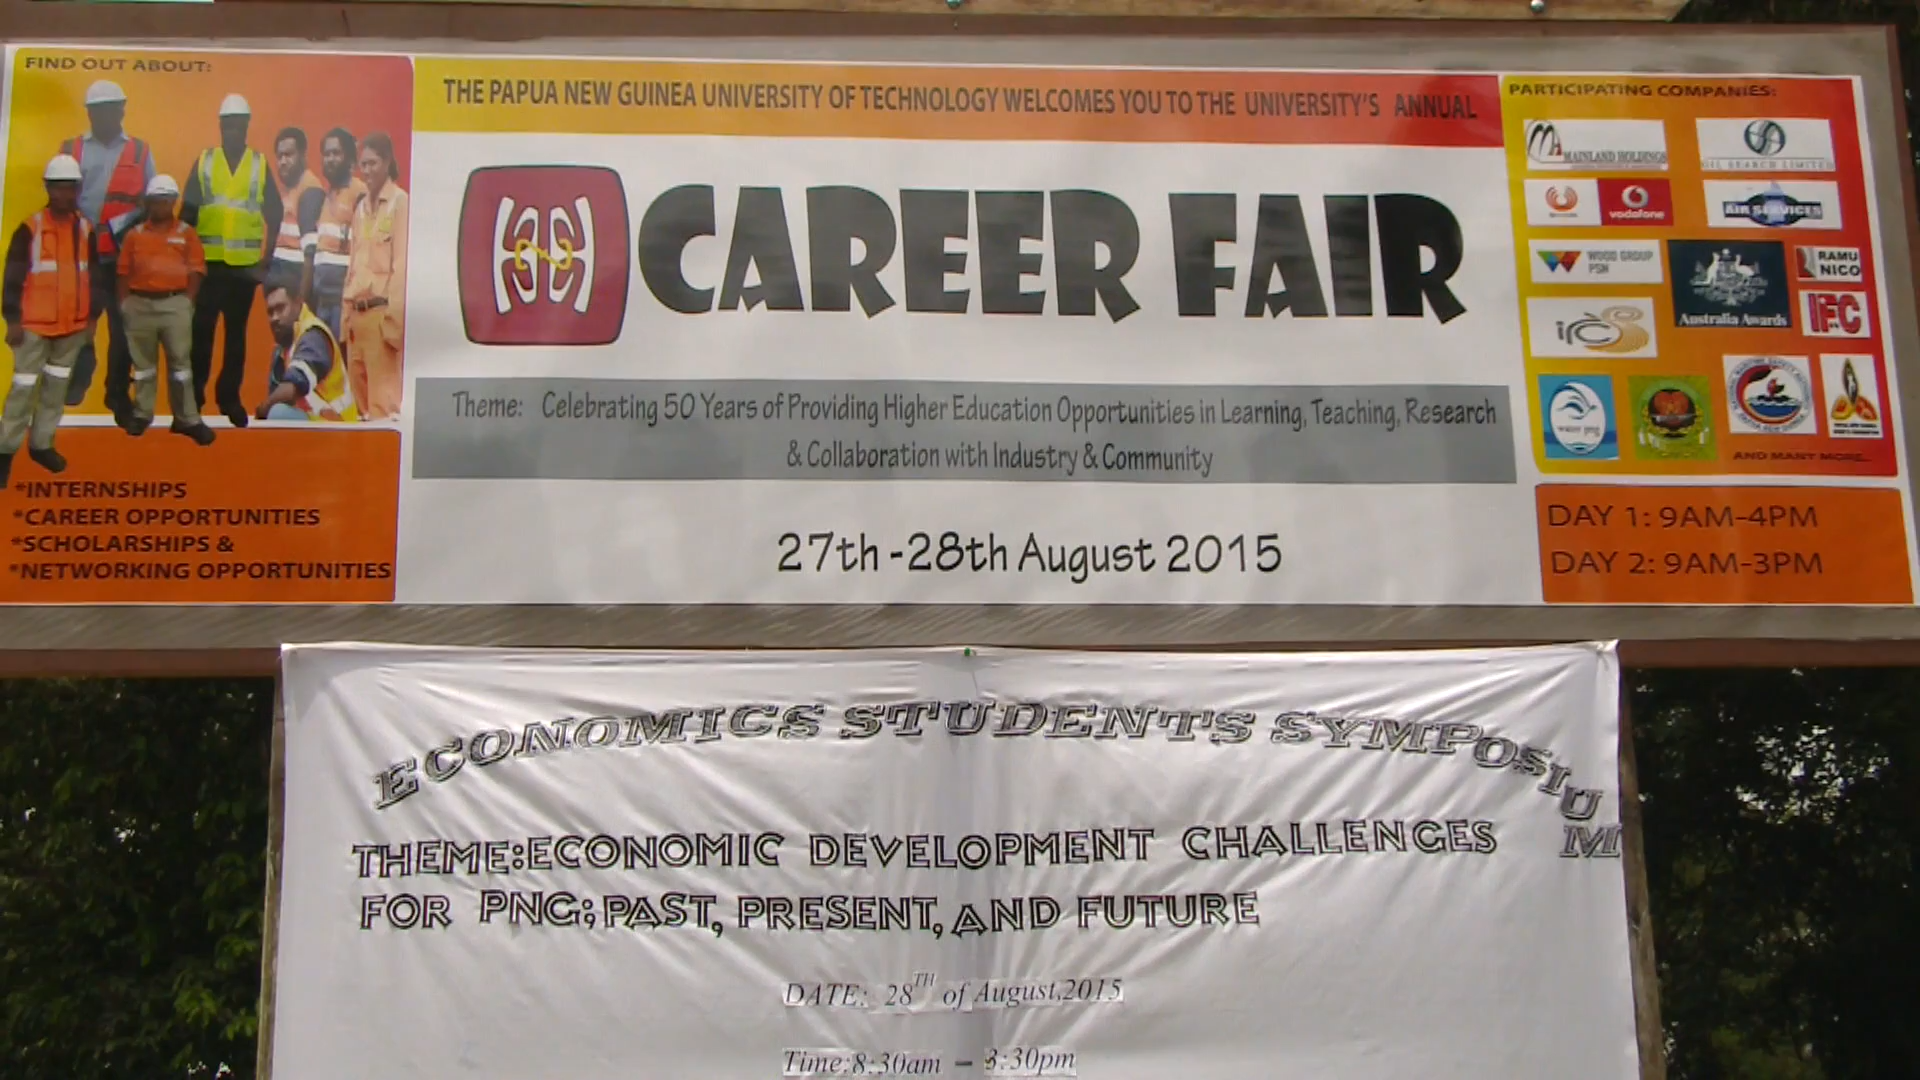 FIND OUT ABOUT:
*INTERNSHIPS
*CAREER OPPORTUNITIES
*SCHOLARSHIPS &
*NETWORKING OPPORTUNITIES
THE PAPUA NEW GUINEA UNIVERSITY OF TECHNOLOGY WELCOMES YOU TO THE UNIVERSITY'S ANNUAL
CAREER FAIR
Theme: Celebrating 50 Years of Providing Higher Education Opportunities in Learning, Teaching, Research
& Collaboration with Industry & Community
27th -28th August 2015
PARTICIPATING COMPANIES:
MAINLAND HOLDINGS
OIL SEARCH LIMITED
vodafone
AIR SERVICES
WOOD GROUP
PSN
Australia Awards
RAMU
NICO
IFC
ircs
water png
AND MANY MORE..
DAY 1: 9AM-4PM
DAY 2: 9AM-3PM
ECONOMICS STUDENTS SYMPOSIUM
THEME:ECONOMIC DEVELOPMENT CHALLENGES
FOR PNG; PAST, PRESENT, AND FUTURE
DATE: 28TH of August,2015
Time:8:30am – 3:30pm